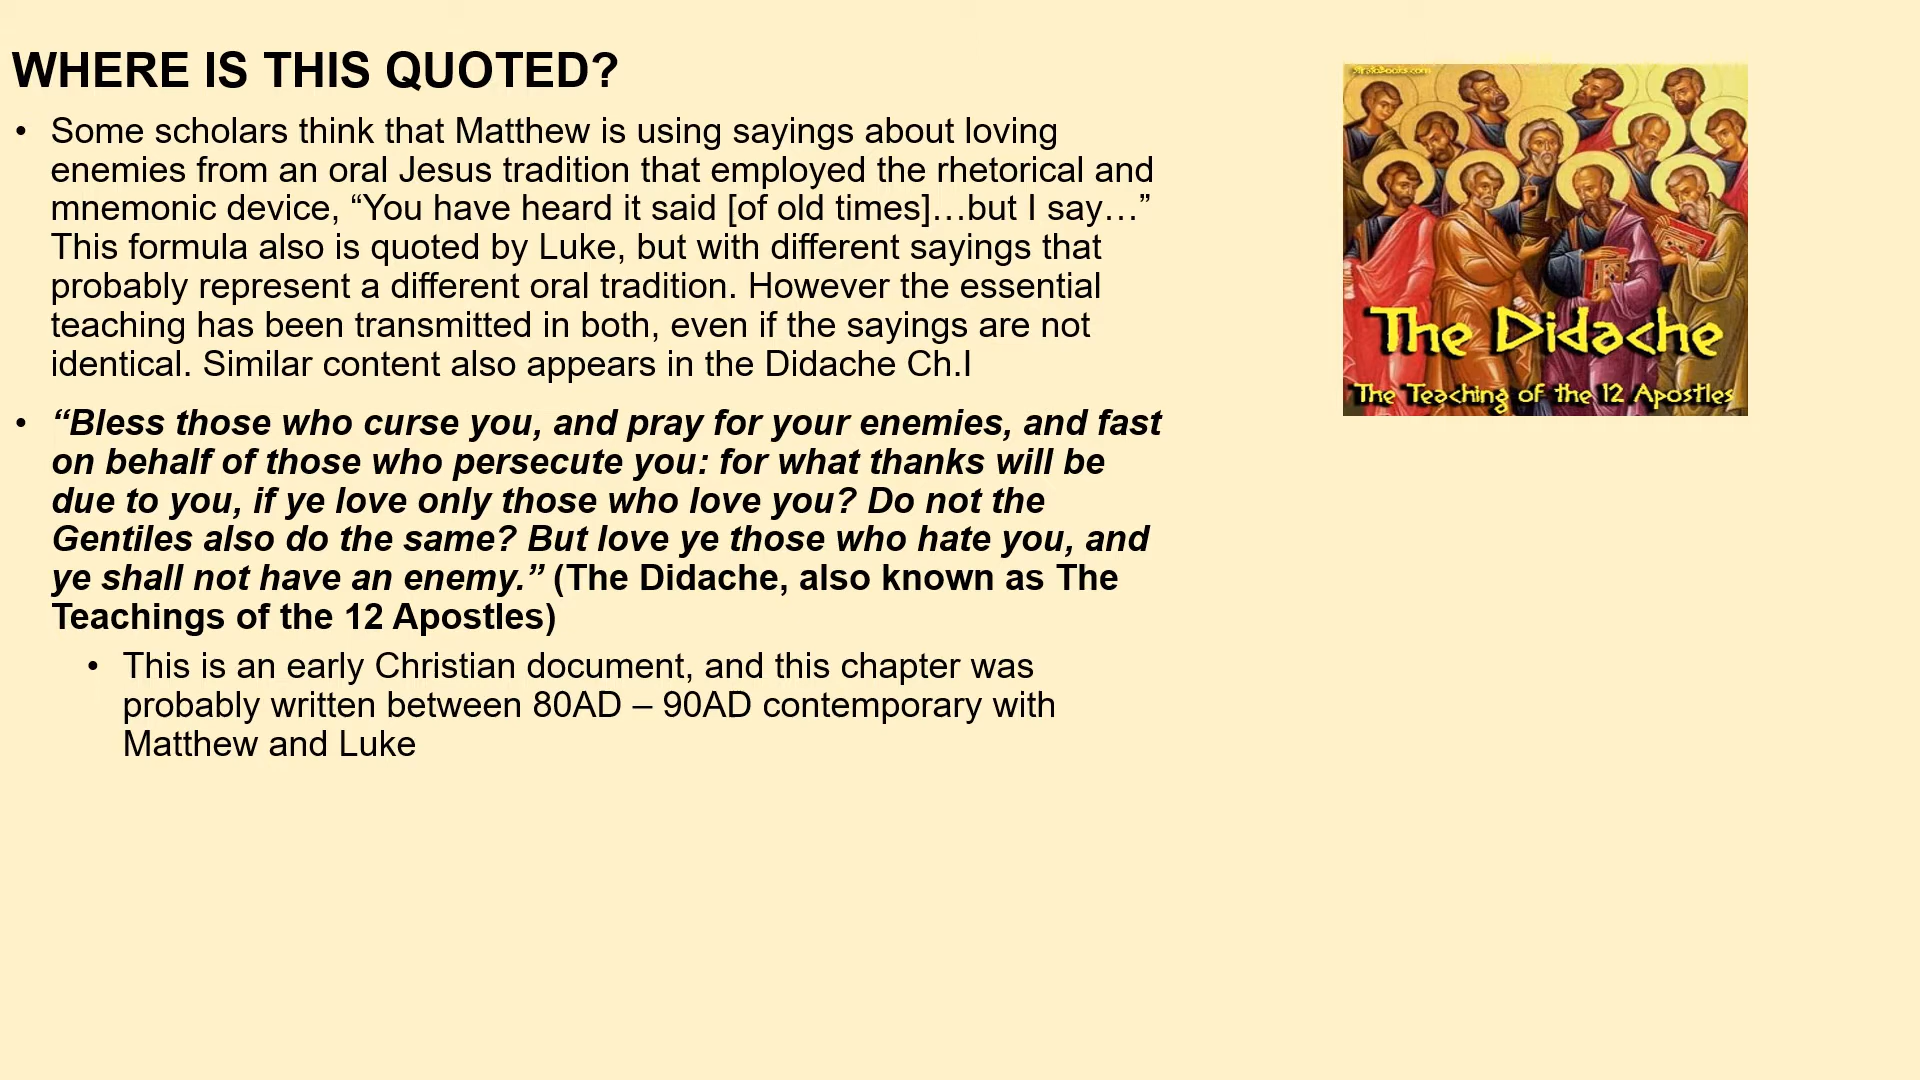 WHERE IS THIS QUOTED?
• Some scholars think that Matthew is using sayings about loving
enemies from an oral Jesus tradition that employed the rhetorical and
mnemonic device, “You have heard it said [of old times]…but I say…”
This formula also is quoted by Luke, but with different sayings that
probably represent a different oral tradition. However the essential
teaching has been transmitted in both, even if the sayings are not
identical. Similar content also appears in the Didache Ch.I
• “Bless those who curse you, and pray for your enemies, and fast
on behalf of those who persecute you: for what thanks will be
due to you, if ye love only those who love you? Do not the
Gentiles also do the same? But love ye those who hate you, and
ye shall not have an enemy.” (The Didache, also known as The
Teachings of the 12 Apostles)
• This is an early Christian document, and this chapter was
probably written between 80AD – 90AD contemporary with
Matthew and Luke
The Didache
The Teaching of the 12 Apostles